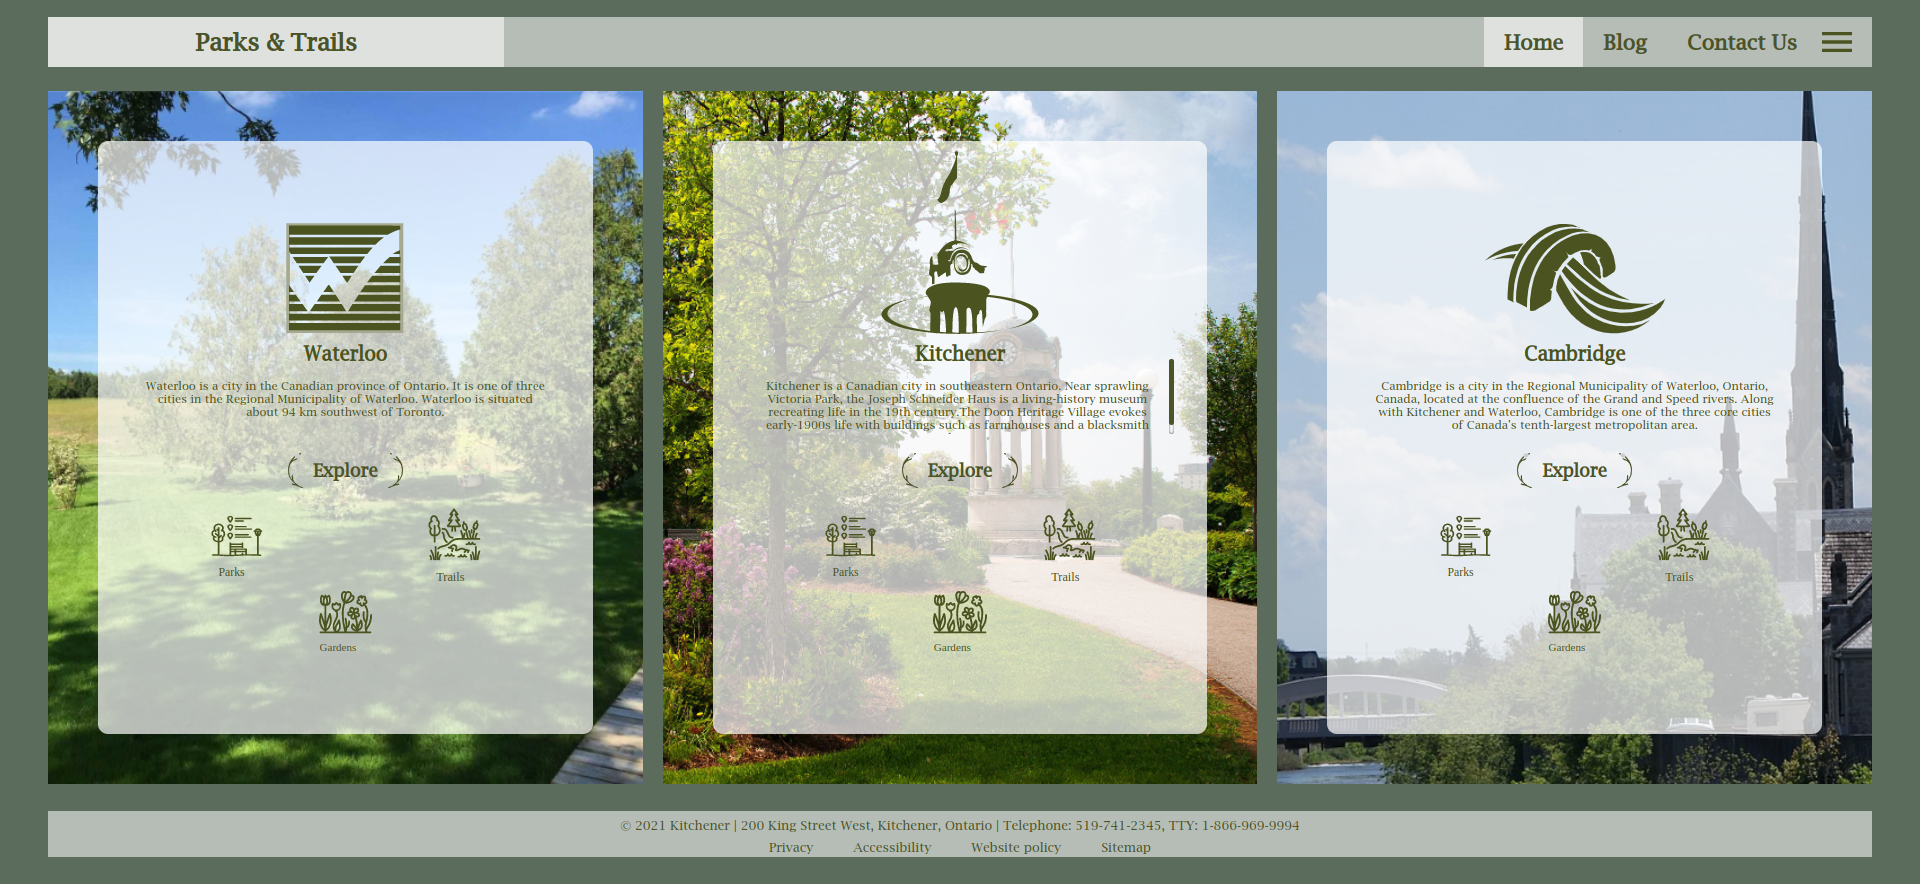 Parks & Trails
Home
Blog
Contact Us
Waterloo
Waterloo is a city in the Canadian province of Ontario. It is one of three
cities in the Regional Municipality of Waterloo. Waterloo is situated
about 94 km southwest of Toronto.
Explore
Parks
Trails
Gardens
Kitchener
Kitchener is a Canadian city in southeastern Ontario. Near sprawling
Victoria Park, the Joseph Schneider Haus is a living-history museum
recreating life in the 19th century.The Doon Heritage Village evokes
early-1900s life with buildings such as farmhouses and a blacksmith
Explore
Parks
Trails
Gardens
Cambridge
Cambridge is a city in the Regional Municipality of Waterloo, Ontario,
Canada, located at the confluence of the Grand and Speed rivers. Along
with Kitchener and Waterloo, Cambridge is one of the three core cities
of Canada's tenth-largest metropolitan area.
Explore
Parks
Trails
Gardens
© 2021 Kitchener | 200 King Street West, Kitchener, Ontario | Telephone: 519-741-2345, TTY: 1-866-969-9994
Privacy
Accessibility
Website policy
Sitemap